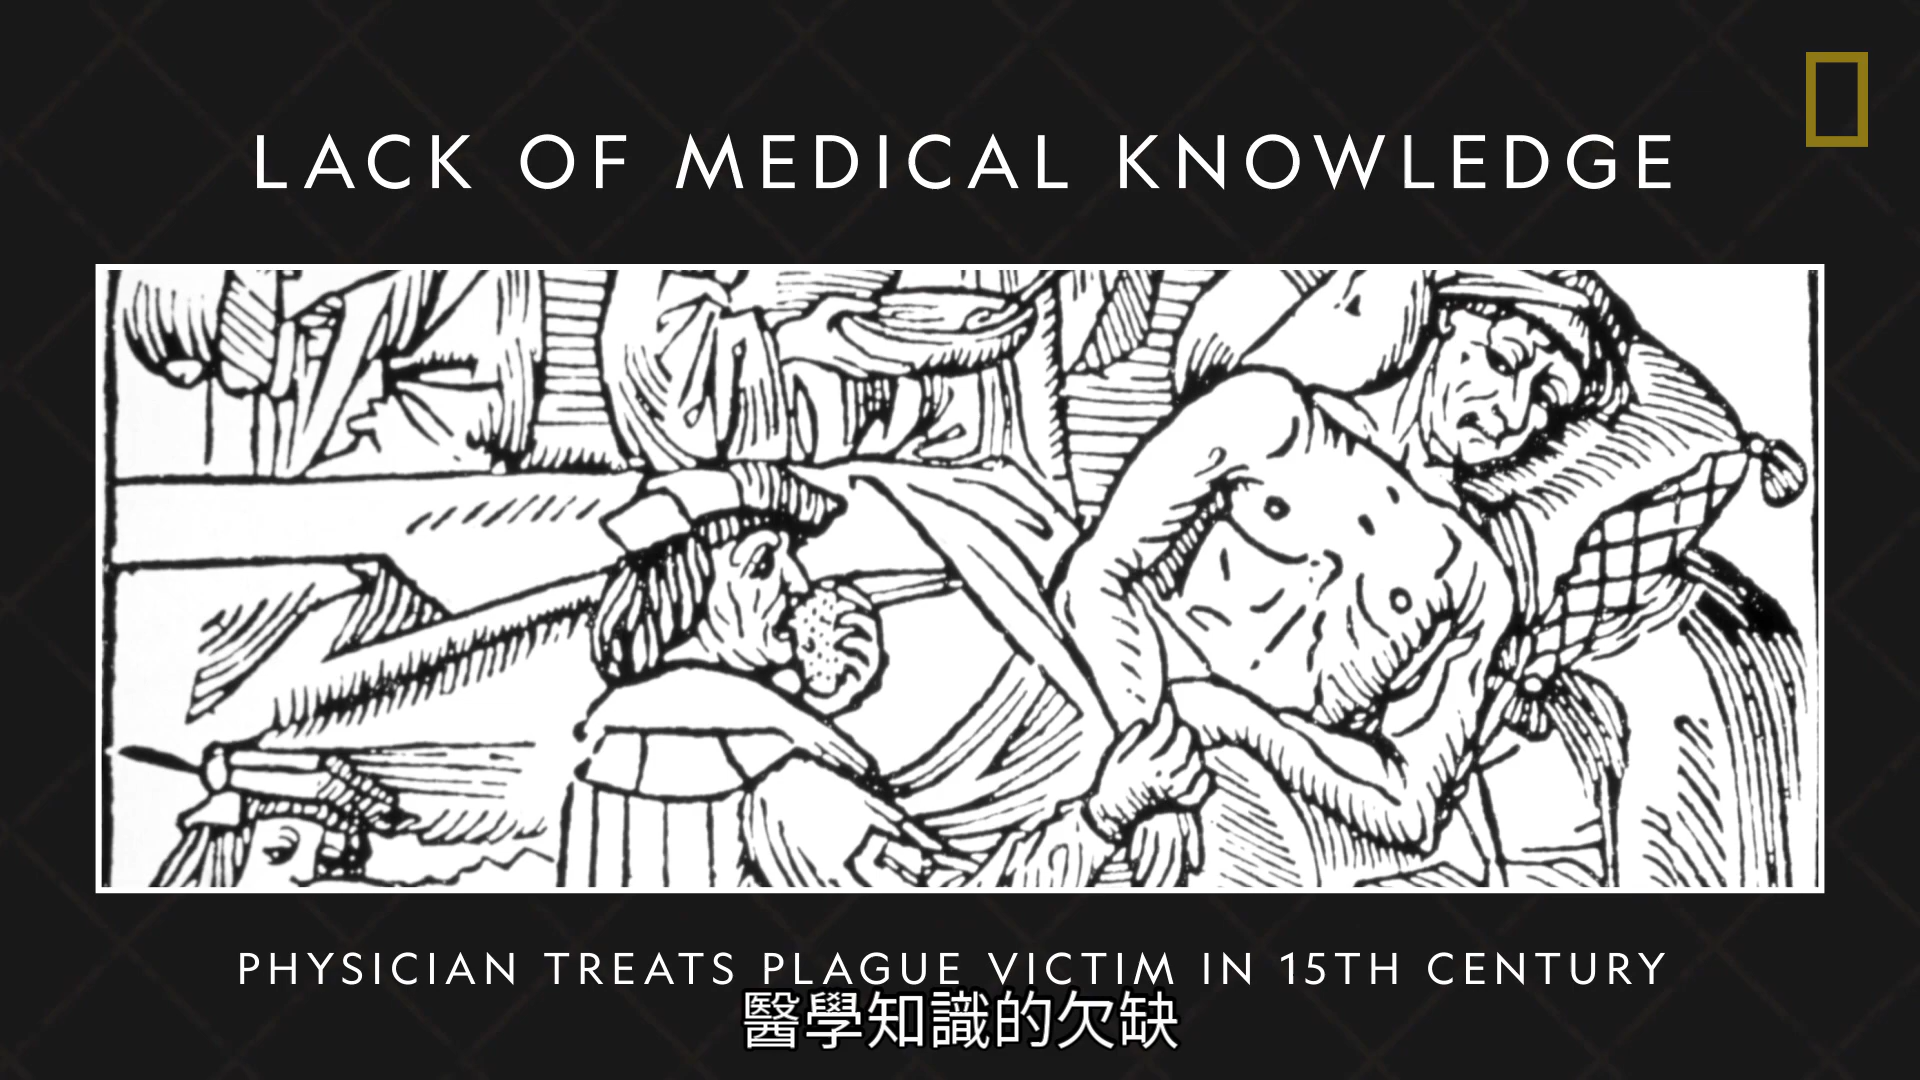 LACK OF MEDICAL KNOWLEDGE
PHYSICIAN TREATS PLAGUE VICTIM IN 15TH CENTURY
醫學知識的欠缺